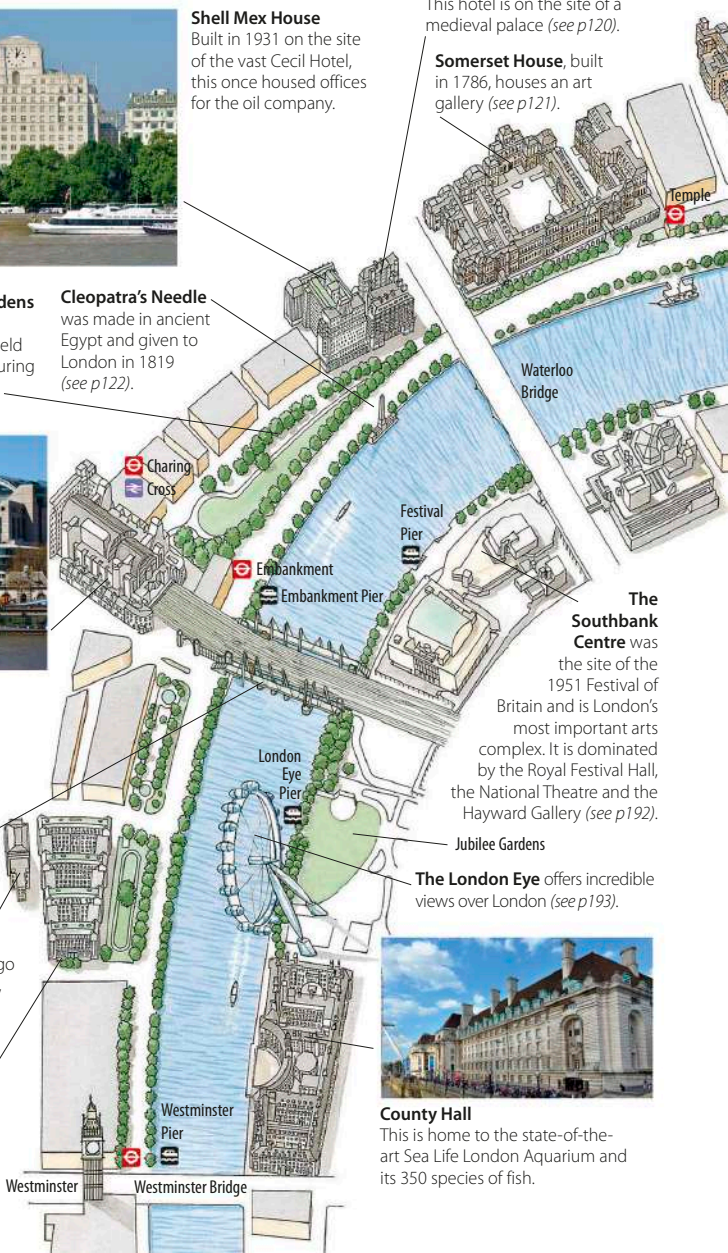 This hotel is on the site of a
medieval palace (see p120).
Shell Mex House
Built in 1931 on the site
of the vast Cecil Hotel,
this once housed offices
for the oil company.
Somerset House, built
in 1786, houses an art
gallery (see p121).
Temple
dens
eld
uring
Cleopatra's Needle
was made in ancient
Egypt and given to
London in 1819
(see p122).
Waterloo
Bridge
Charing
Cross
Festival
Pier
Embankment
Embankment Pier
The
Southbank
Centre was
the site of the
1951 Festival of
Britain and is London's
most important arts
complex. It is dominated
by the Royal Festival Hall,
the National Theatre and the
Hayward Gallery (see p192).
London
Eye
Pier
Jubilee Gardens
The London Eye offers incredible
views over London (see p193).
go
County Hall
This is home to the state-of-the-
art Sea Life London Aquarium and
its 350 species of fish.
Westminster
Pier
Westminster
Westminster Bridge